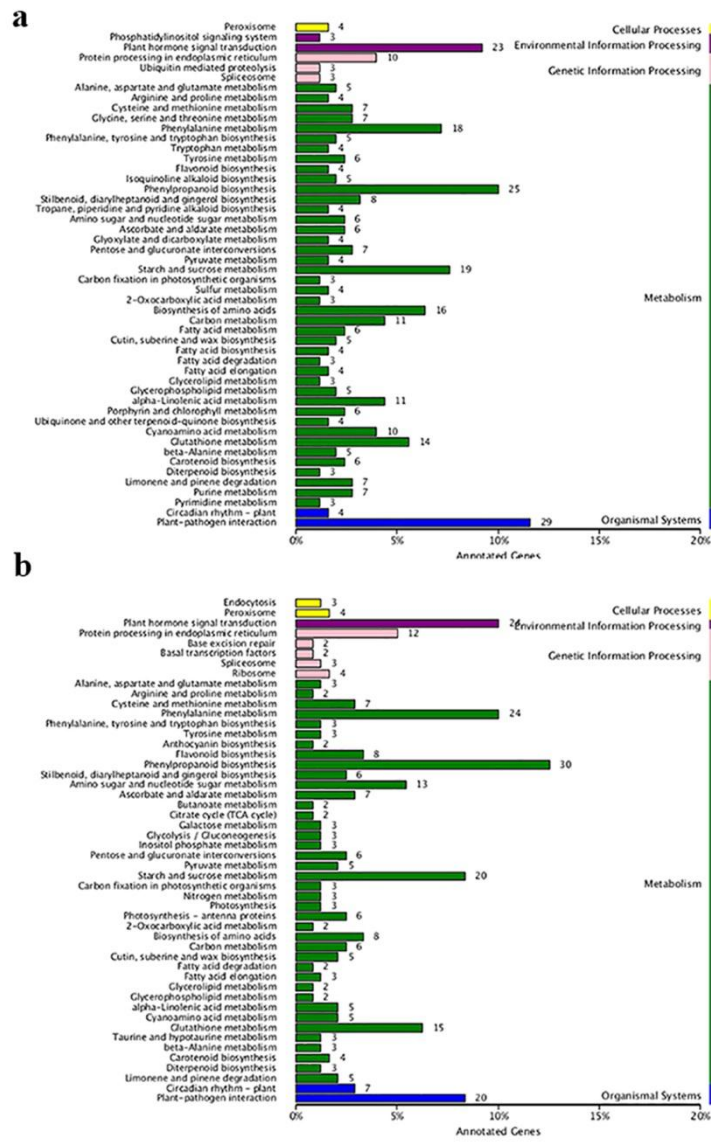 a
Peroxisome 4 Cellular Processes
Phosphatidylinositol signaling system 3
Plant hormone signal transduction 23 Environmental Information Processing
Protein processing in endoplasmic reticulum 10
Ubiquitin mediated proteolysis 3 Genetic Information Processing
Spliceosome 3
Alanine, aspartate and glutamate metabolism 5
Arginine and proline metabolism 4
Cysteine and methionine metabolism 7
Glycine, serine and threonine metabolism 7
Phenylalanine metabolism 18
Phenylalanine, tyrosine and tryptophan biosynthesis 5
Tryptophan metabolism 4
Tyrosine metabolism 6
Flavonoid biosynthesis 4
Isoquinoline alkaloid biosynthesis 5
Phenylpropanoid biosynthesis 25
Stilbenoid, diarylheptanoid and gingerol biosynthesis 8
Tropane, piperidine and pyridine alkaloid biosynthesis 4
Amino sugar and nucleotide sugar metabolism 6
Ascorbate and aldarate metabolism 6
Glyoxylate and dicarboxylate metabolism 4
Pentose and glucuronate interconversions 7
Pyruvate metabolism 4
Starch and sucrose metabolism 19
Carbon fixation in photosynthetic organisms 3
Sulfur metabolism 4
2-Oxocarboxylic acid metabolism 3 Metabolism
Biosynthesis of amino acids 16
Carbon metabolism 11
Fatty acid metabolism 6
Cutin, suberine and wax biosynthesis 5
Fatty acid biosynthesis 4
Fatty acid degradation 3
Fatty acid elongation 4
Glycerolipid metabolism 3
Glycerophospholipid metabolism 5
alpha-Linolenic acid metabolism 11
Porphyrin and chlorophyll metabolism 6
Ubiquinone and other terpenoid-quinone biosynthesis 4
Cyanoamino acid metabolism 10
Glutathione metabolism 14
beta-Alanine metabolism 5
Carotenoid biosynthesis 6
Diterpenoid biosynthesis 3
Limonene and pinene degradation 7
Purine metabolism 7
Pyrimidine metabolism 3
Circadian rhythm - plant 4
Plant-pathogen interaction 29 Organismal Systems
0% 5% 10% 15% 20%
Annotated Genes
b
Endocytosis 3
Peroxisome 4 Cellular Processes
Plant hormone signal transduction 24 Environmental Information Processing
Protein processing in endoplasmic reticulum 12
Base excision repair 2
Basal transcription factors 2 Genetic Information Processing
Spliceosome 3
Ribosome 4
Alanine, aspartate and glutamate metabolism 3
Arginine and proline metabolism 2
Cysteine and methionine metabolism 7
Phenylalanine metabolism 24
Phenylalanine, tyrosine and tryptophan biosynthesis 3
Tyrosine metabolism 3
Anthocyanin biosynthesis 2
Flavonoid biosynthesis 8
Phenylpropanoid biosynthesis 30
Stilbenoid, diarylheptanoid and gingerol biosynthesis 6
Amino sugar and nucleotide sugar metabolism 13
Ascorbate and aldarate metabolism 7
Butanoate metabolism 2
Citrate cycle (TCA cycle) 2
Galactose metabolism 3
Glycolysis / Gluconeogenesis 3
Inositol phosphate metabolism 3
Pentose and glucuronate interconversions 6
Pyruvate metabolism 5
Starch and sucrose metabolism 20
Carbon fixation in photosynthetic organisms 3 Metabolism
Nitrogen metabolism 3
Photosynthesis 3
Photosynthesis - antenna proteins 6
2-Oxocarboxylic acid metabolism 2
Biosynthesis of amino acids 8
Carbon metabolism 6
Cutin, suberine and wax biosynthesis 5
Fatty acid degradation 2
Fatty acid elongation 3
Glycerolipid metabolism 2
Glycerophospholipid metabolism 2
alpha-Linolenic acid metabolism 5
Cyanoamino acid metabolism 5
Glutathione metabolism 15
Taurine and hypotaurine metabolism 3
beta-Alanine metabolism 3
Carotenoid biosynthesis 4
Diterpenoid biosynthesis 3
Limonene and pinene degradation 5
Circadian rhythm - plant 7
Plant-pathogen interaction 20 Organismal Systems
0% 5% 10% 15% 20%
Annotated Genes